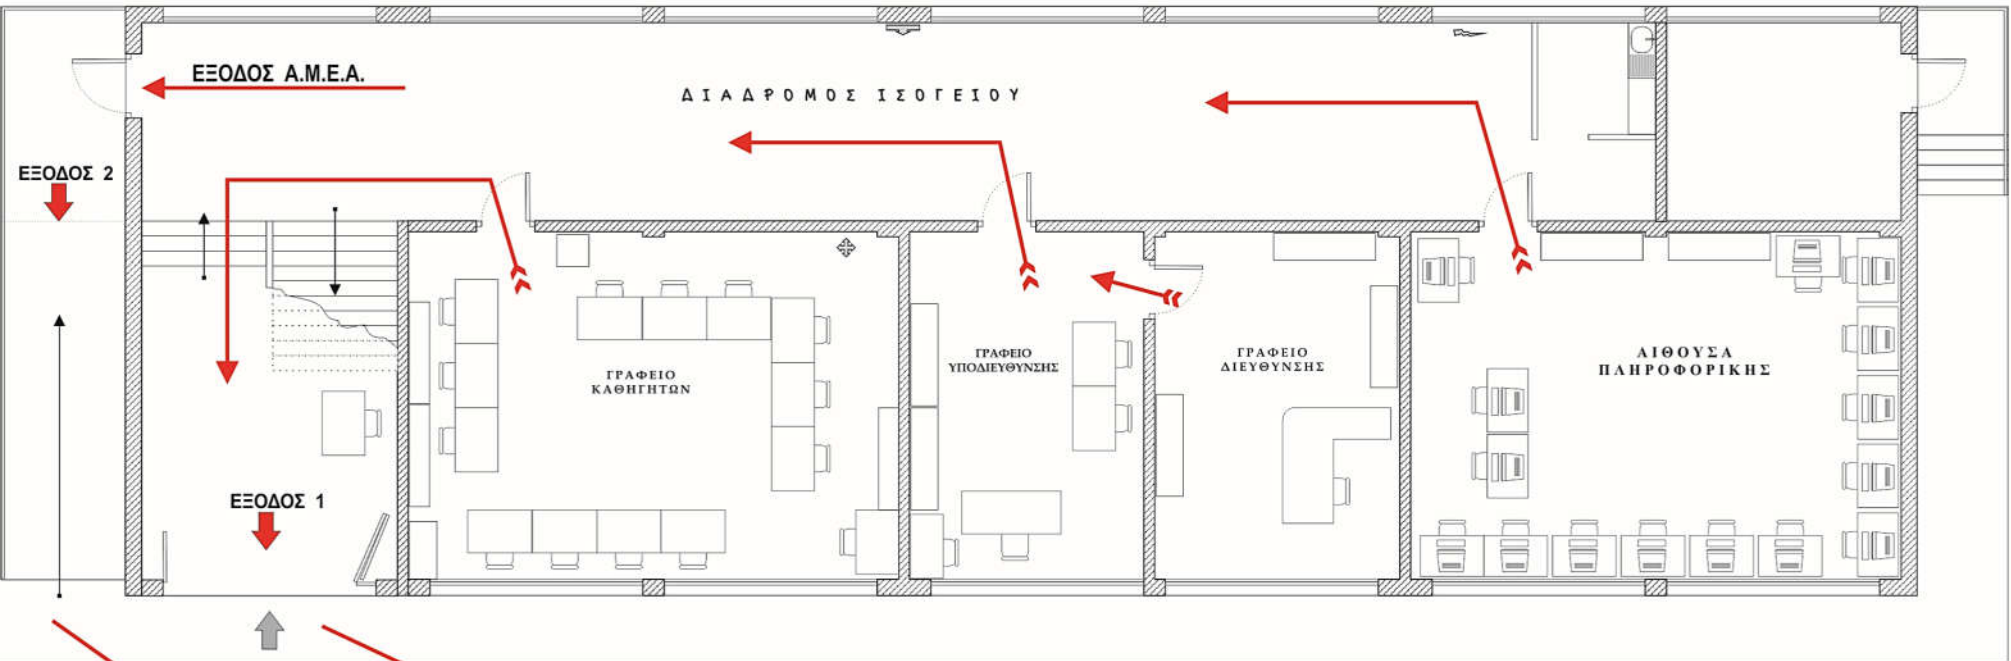 ΕΞΟΔΟΣ Α.Μ.Ε.Α.
ΔΙΑΔΡΟΜΟΣ ΙΣΟΓΕΙΟΥ
ΕΞΟΔΟΣ 2
ΓΡΑΦΕΙΟ
ΚΑΘΗΓΗΤΩΝ
ΓΡΑΦΕΙΟ
ΥΠΟΔΙΕΥΘΥΝΣΗΣ
ΓΡΑΦΕΙΟ
ΔΙΕΥΘΥΝΣΗΣ
ΑΙΘΟΥΣΑ
ΠΛΗΡΟΦΟΡΙΚΗΣ
ΕΞΟΔΟΣ 1